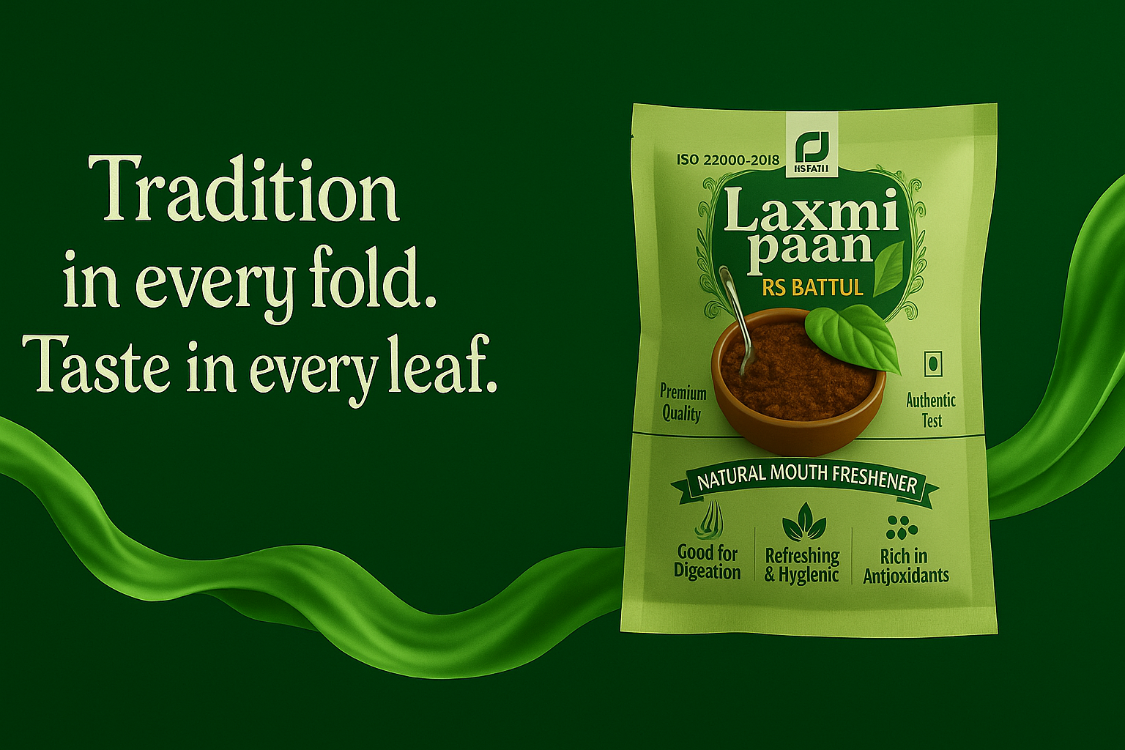 Tradition
in every fold.
Taste in every leaf.
ISO 22000-2018
HSFATII
Laxmi
paan
RS BATTUL
Premium
Quality
Authentic
Test
NATURAL MOUTH FRESHENER
Good for
Digeation
Refreshing
& Hyglenic
Rich in
Antjoxidants